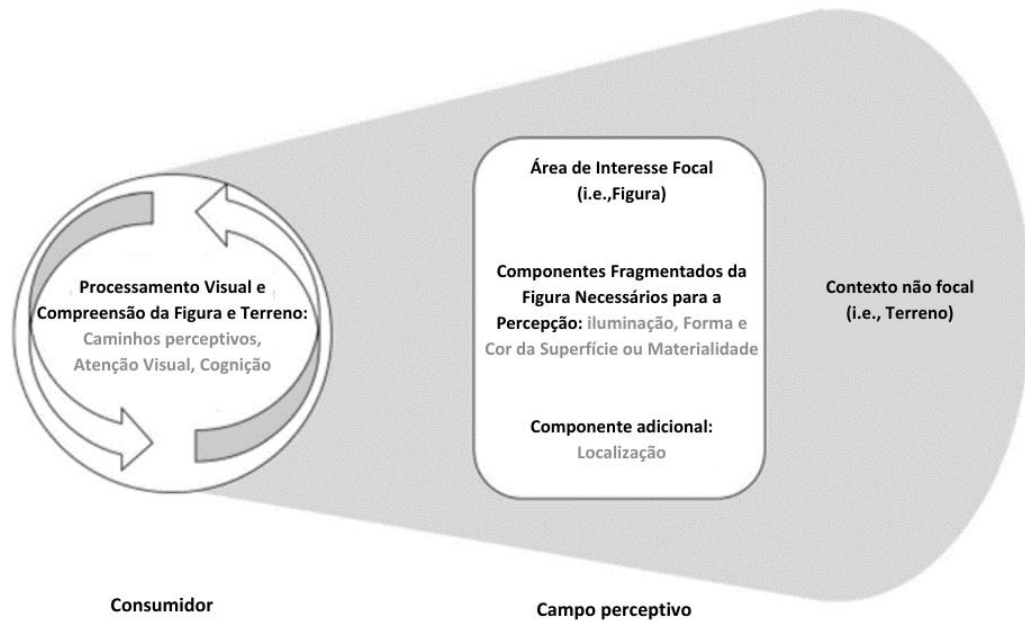 Área de Interesse Focal
(i.e.,Figura)
Processamento Visual e
Compreensão da Figura e Terreno:
Caminhos perceptivos,
Atenção Visual, Cognição
Componentes Fragmentados da
Figura Necessários para a
Percepção: iluminação, Forma e
Cor da Superfície ou Materialidade
Componente adicional:
Localização
Contexto não focal
(i.e., Terreno)
Consumidor
Campo perceptivo